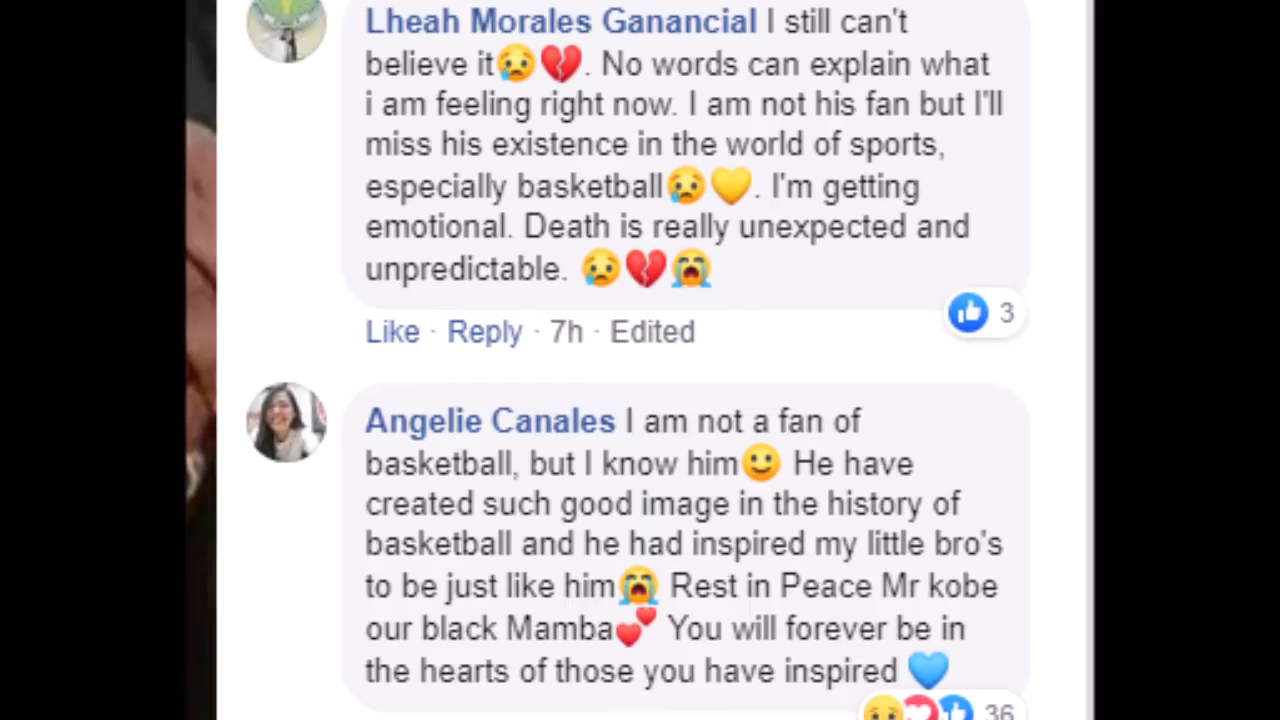 Lheah Morales Ganancial I still can't
believe it😢💔. No words can explain what
i am feeling right now. I am not his fan but I'll
miss his existence in the world of sports,
especially basketball😢💛. I'm getting
emotional. Death is really unexpected and
unpredictable. 😢💔😭
3
Like · Reply · 7h · Edited
Angelie Canales I am not a fan of
basketball, but I know him🙂 He have
created such good image in the history of
basketball and he had inspired my little bro's
to be just like him😭 Rest in Peace Mr kobe
our black Mamba💕 You will forever be in
the hearts of those you have inspired 💙
36